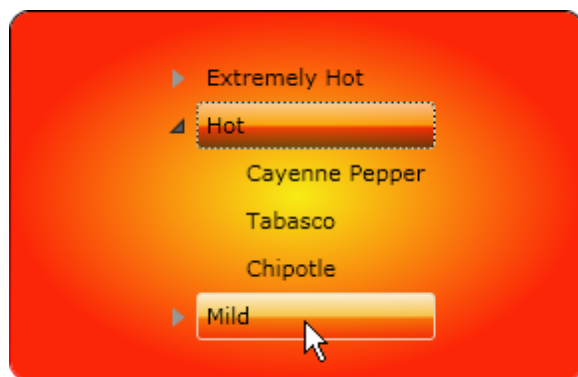 Extremely Hot
Hot
Cayenne Pepper
Tabasco
Chipotle
Mild